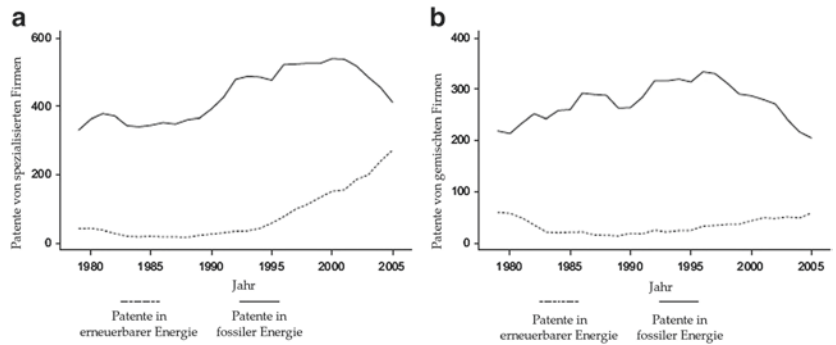 a
Patente von spezialisierten Firmen
600
400
200
0
1980 1985 1990 1995 2000 2005
Jahr
Patente in
erneuerbarer Energie
Patente in
fossiler Energie
b
Patente von gemischten Firmen
400
300
200
100
0
1980 1985 1990 1995 2000 2005
Jahr
Patente in
erneuerbarer Energie
Patente in
fossiler Energie